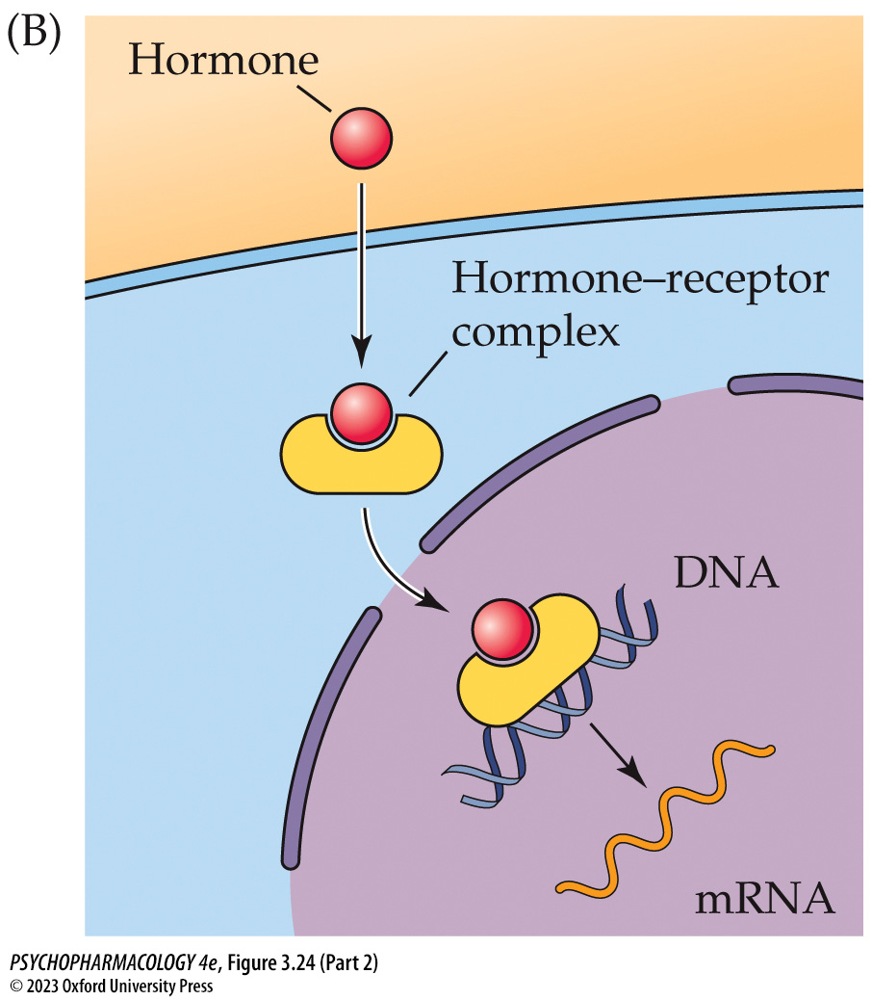 (B)
Hormone
Hormone–receptor
complex
DNA
mRNA
PSYCHOPHARMACOLOGY 4e, Figure 3.24 (Part 2)
© 2023 Oxford University Press